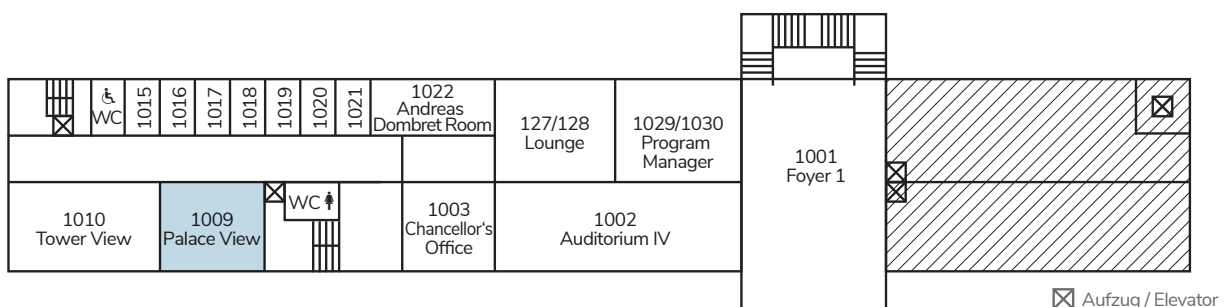 WC
1015
1016
1017
1018
1019
1020
1021
1022
Andreas
Dombret Room
127/128
Lounge
1029/1030
Program
Manager
1001
Foyer 1
1010
Tower View
1009
Palace View
WC
1003
Chancellor's
Office
1002
Auditorium IV
Aufzug / Elevator